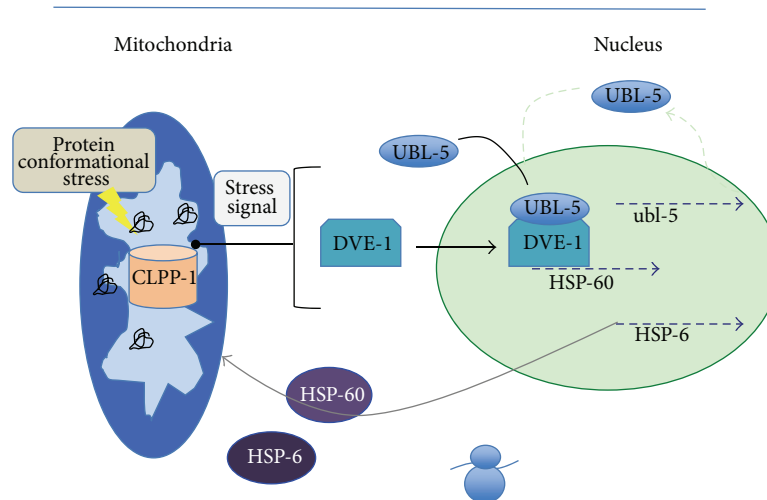 Mitochondria
Nucleus
Protein
conformational
stress
Stress
signal
CLPP-1
DVE-1
UBL-5
UBL-5
UBL-5
DVE-1
ubl-5
HSP-60
HSP-6
HSP-60
HSP-6